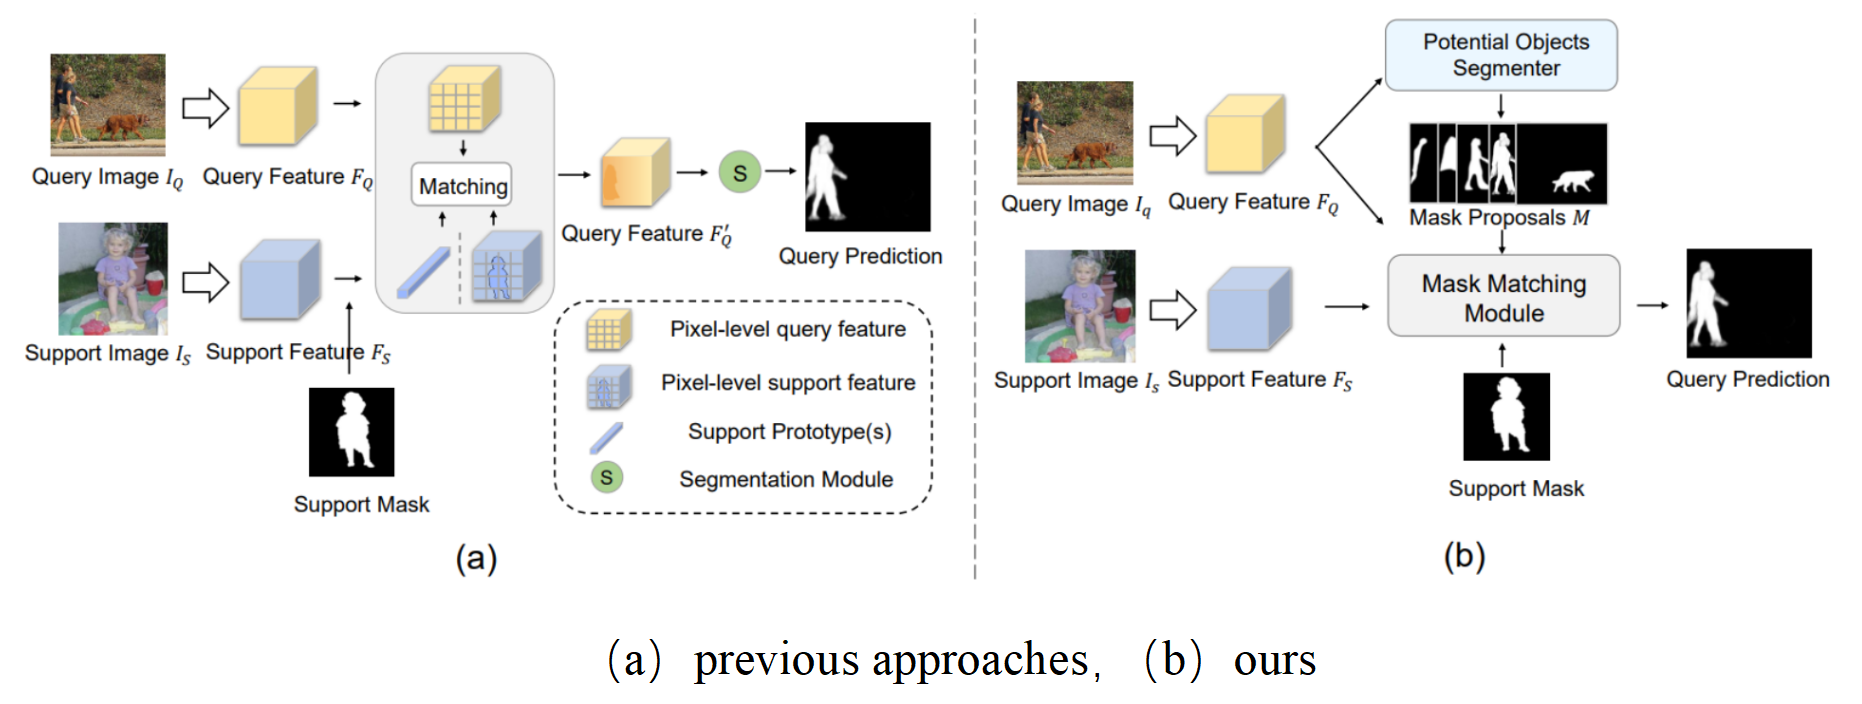 Query Image I_Q
Query Feature F_Q
Matching
Query Feature F'_Q
S
Query Prediction
Support Image I_S
Support Feature F_S
Support Mask
Pixel-level query feature
Pixel-level support feature
Support Prototype(s)
S
Segmentation Module
(a)
Potential Objects
Segmenter
Query Image I_q
Query Feature F_Q
Mask Proposals M
Mask Matching
Module
Support Image I_s
Support Feature F_S
Query Prediction
Support Mask
(b)
（a）previous approaches,（b）ours